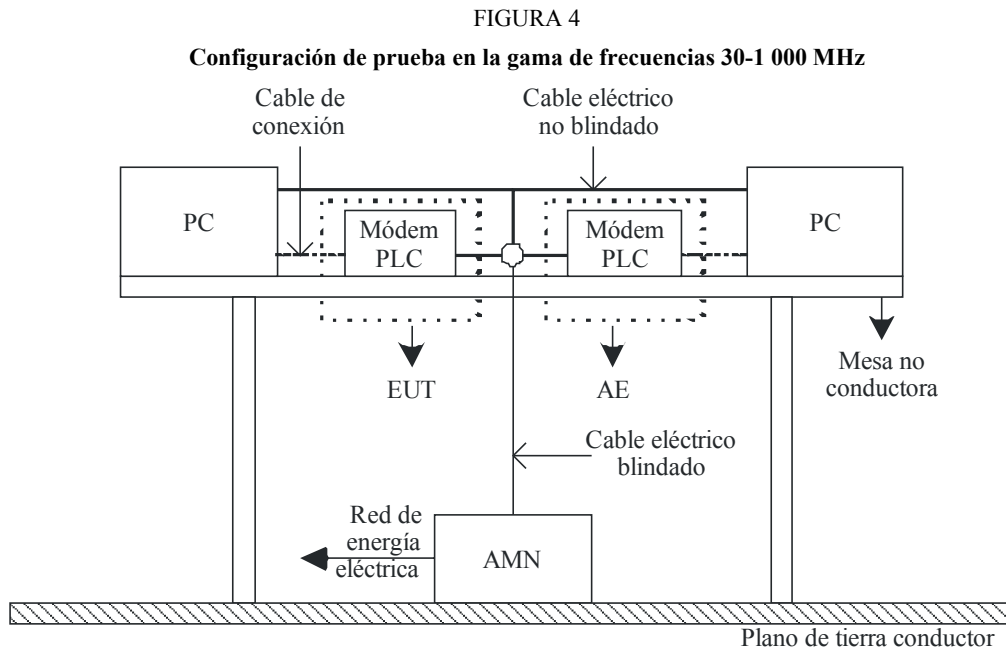 FIGURA 4
Configuración de prueba en la gama de frecuencias 30-1 000 MHz
Cable de
conexión
Cable eléctrico
no blindado
PC
Módem
PLC
Módem
PLC
PC
EUT
AE
Mesa no
conductora
Cable eléctrico
blindado
Red de
energía
eléctrica
AMN
Plano de tierra conductor